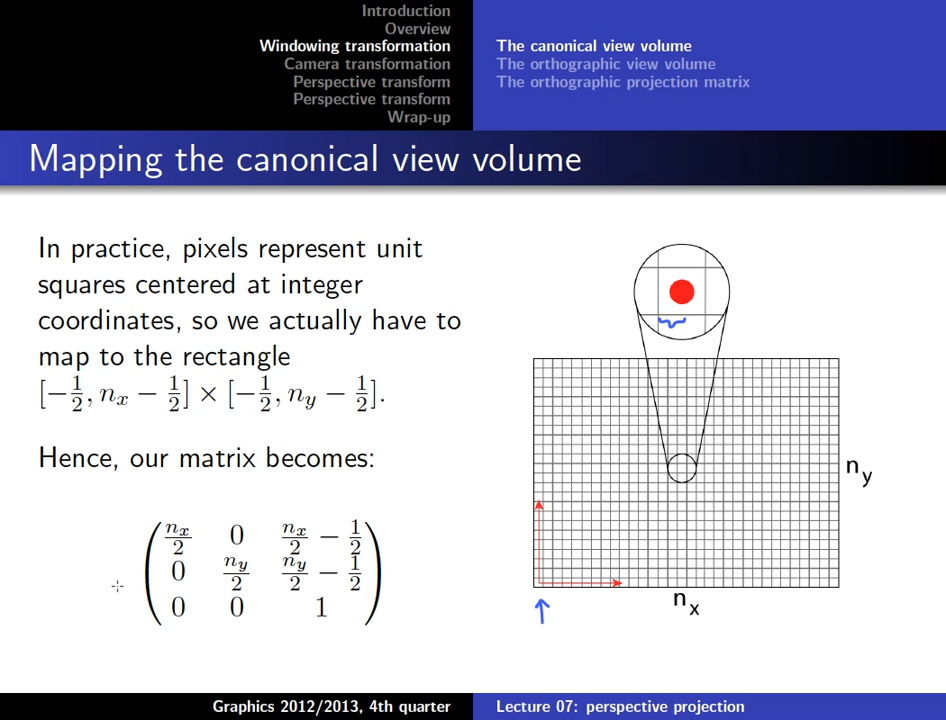 Introduction
Overview
Windowing transformation
Camera transformation
Perspective transform
Perspective transform
Wrap-up
The canonical view volume
The orthographic view volume
The orthographic projection matrix
Mapping the canonical view volume
In practice, pixels represent unit
squares centered at integer
coordinates, so we actually have to
map to the rectangle
[−1/2, nₓ − 1/2] × [−1/2, n_y − 1/2].
Hence, our matrix becomes:
nₓ/2 0 nₓ/2 − 1/2
0 n_y/2 n_y/2 − 1/2
0 0 1
n_y
nₓ
Graphics 2012/2013, 4th quarter
Lecture 07: perspective projection